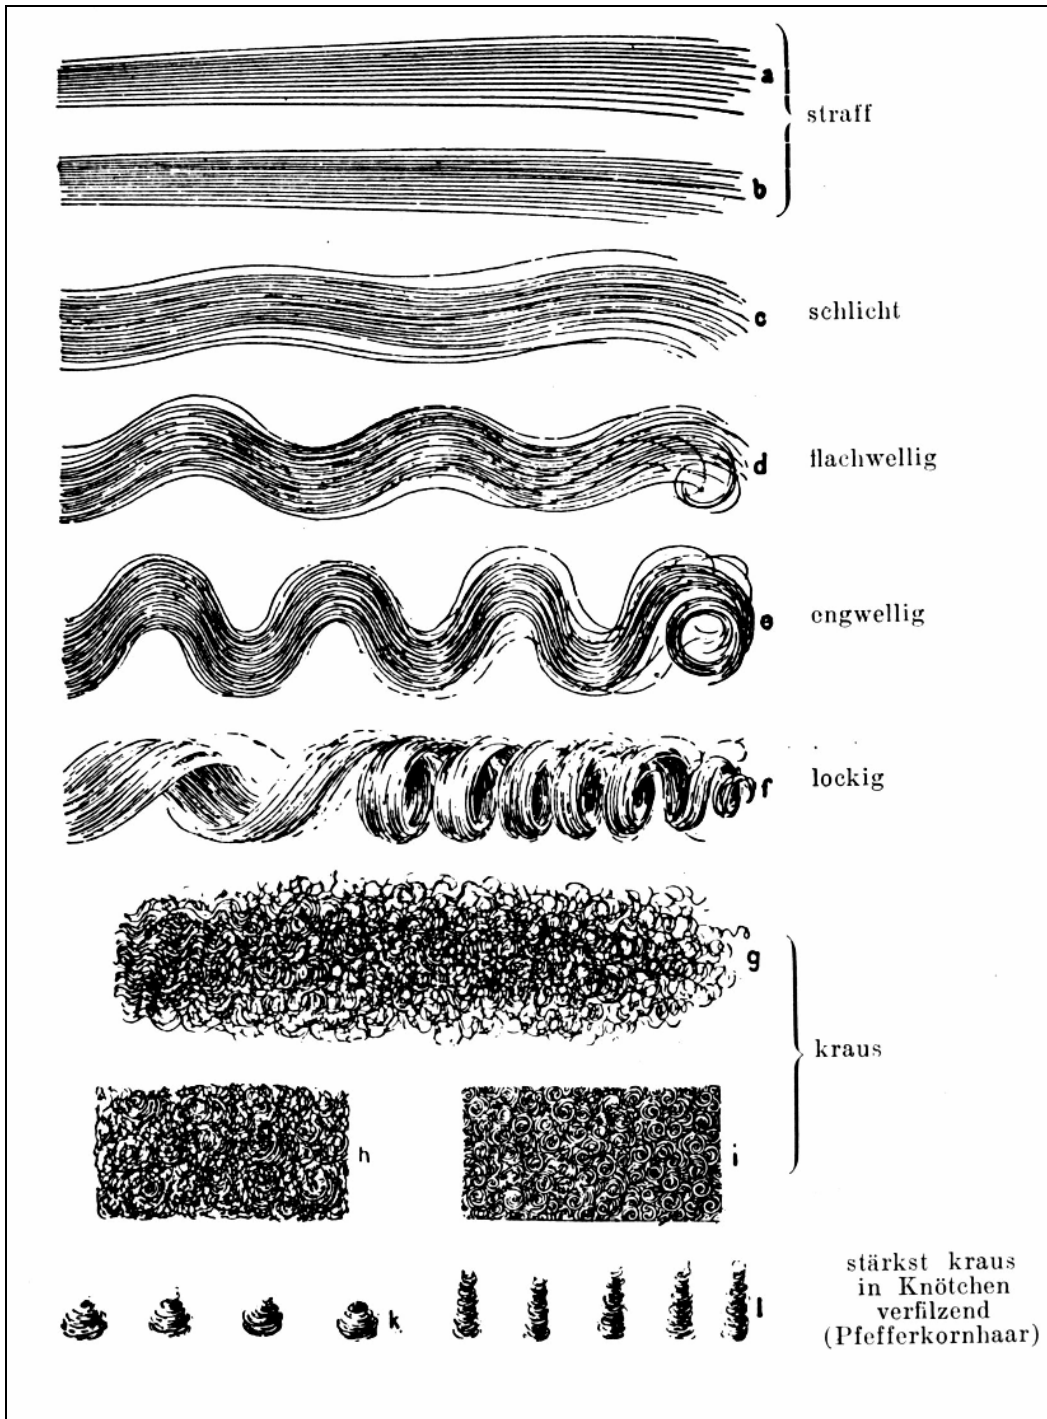 a
straff
b
c
schlicht
d
flachwellig
e
engwellig
f
lockig
g
kraus
h
i
stärkst kraus
in Knötchen
verfilzend
(Pfefferkornhaar)
k
l